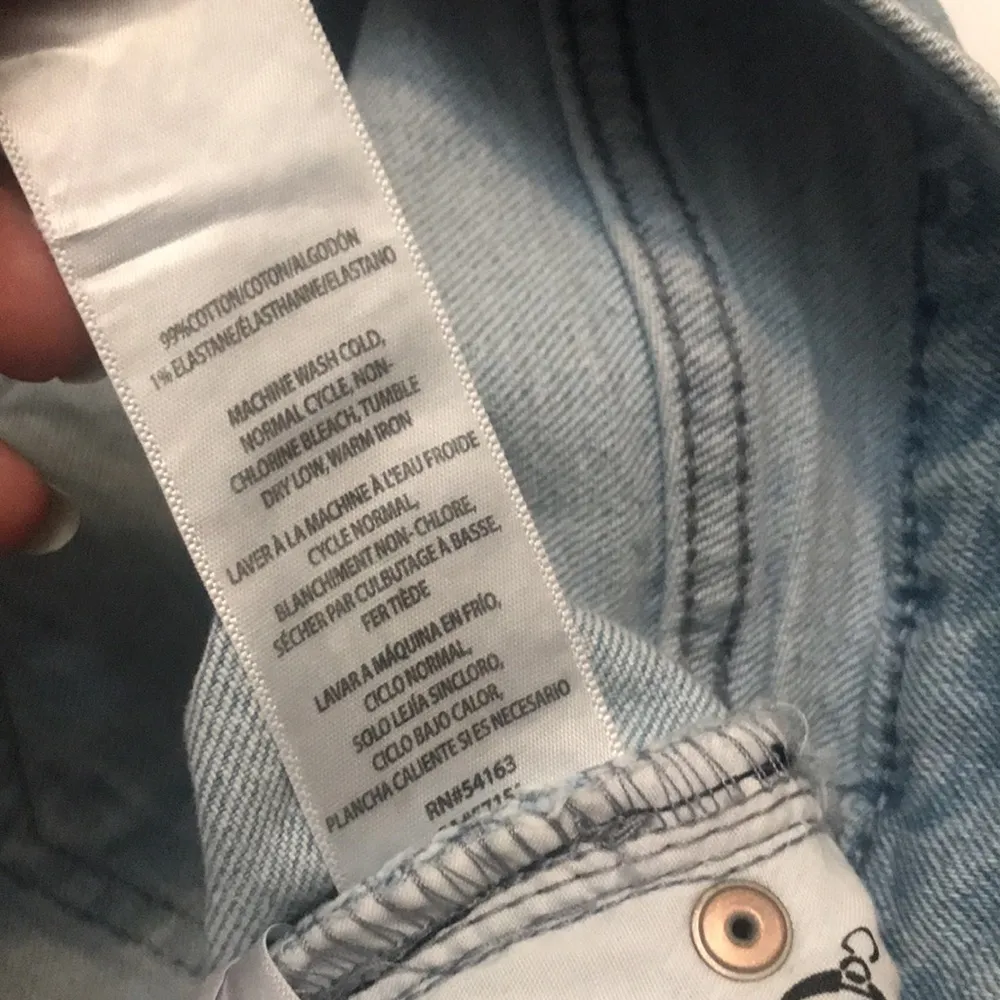 99%COTTON/COTON/ALGODÓN
1% ELASTANE/ÉLASTHANNE/ELASTANO
MACHINE WASH COLD,
NORMAL CYCLE, NON-
CHLORINE BLEACH, TUMBLE
DRY LOW, WARM IRON
LAVER À LA MACHINE À L'EAU FROIDE
CYCLE NORMAL,
BLANCHIMENT NON-CHLORE,
SÉCHER PAR CULBUTAGE À BASSE,
FER TIÈDE
LAVAR A MÁQUINA EN FRÍO,
CICLO NORMAL,
SOLO LEJÍA SINCLORO,
CICLO BAJO CALOR,
PLANCHA CALIENTE SI ES NECESARIO
RN#54163